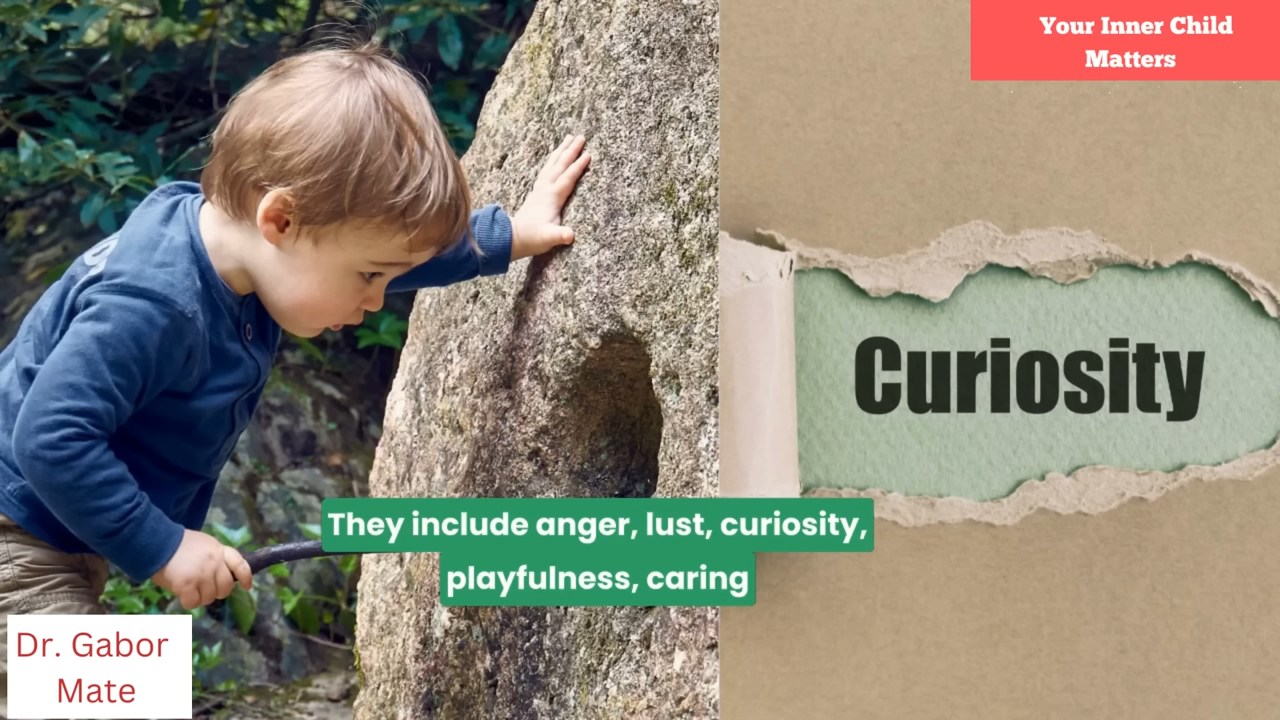 Your Inner Child
Matters
Curiosity
They include anger, lust, curiosity,
playfulness, caring
Dr. Gabor
Mate